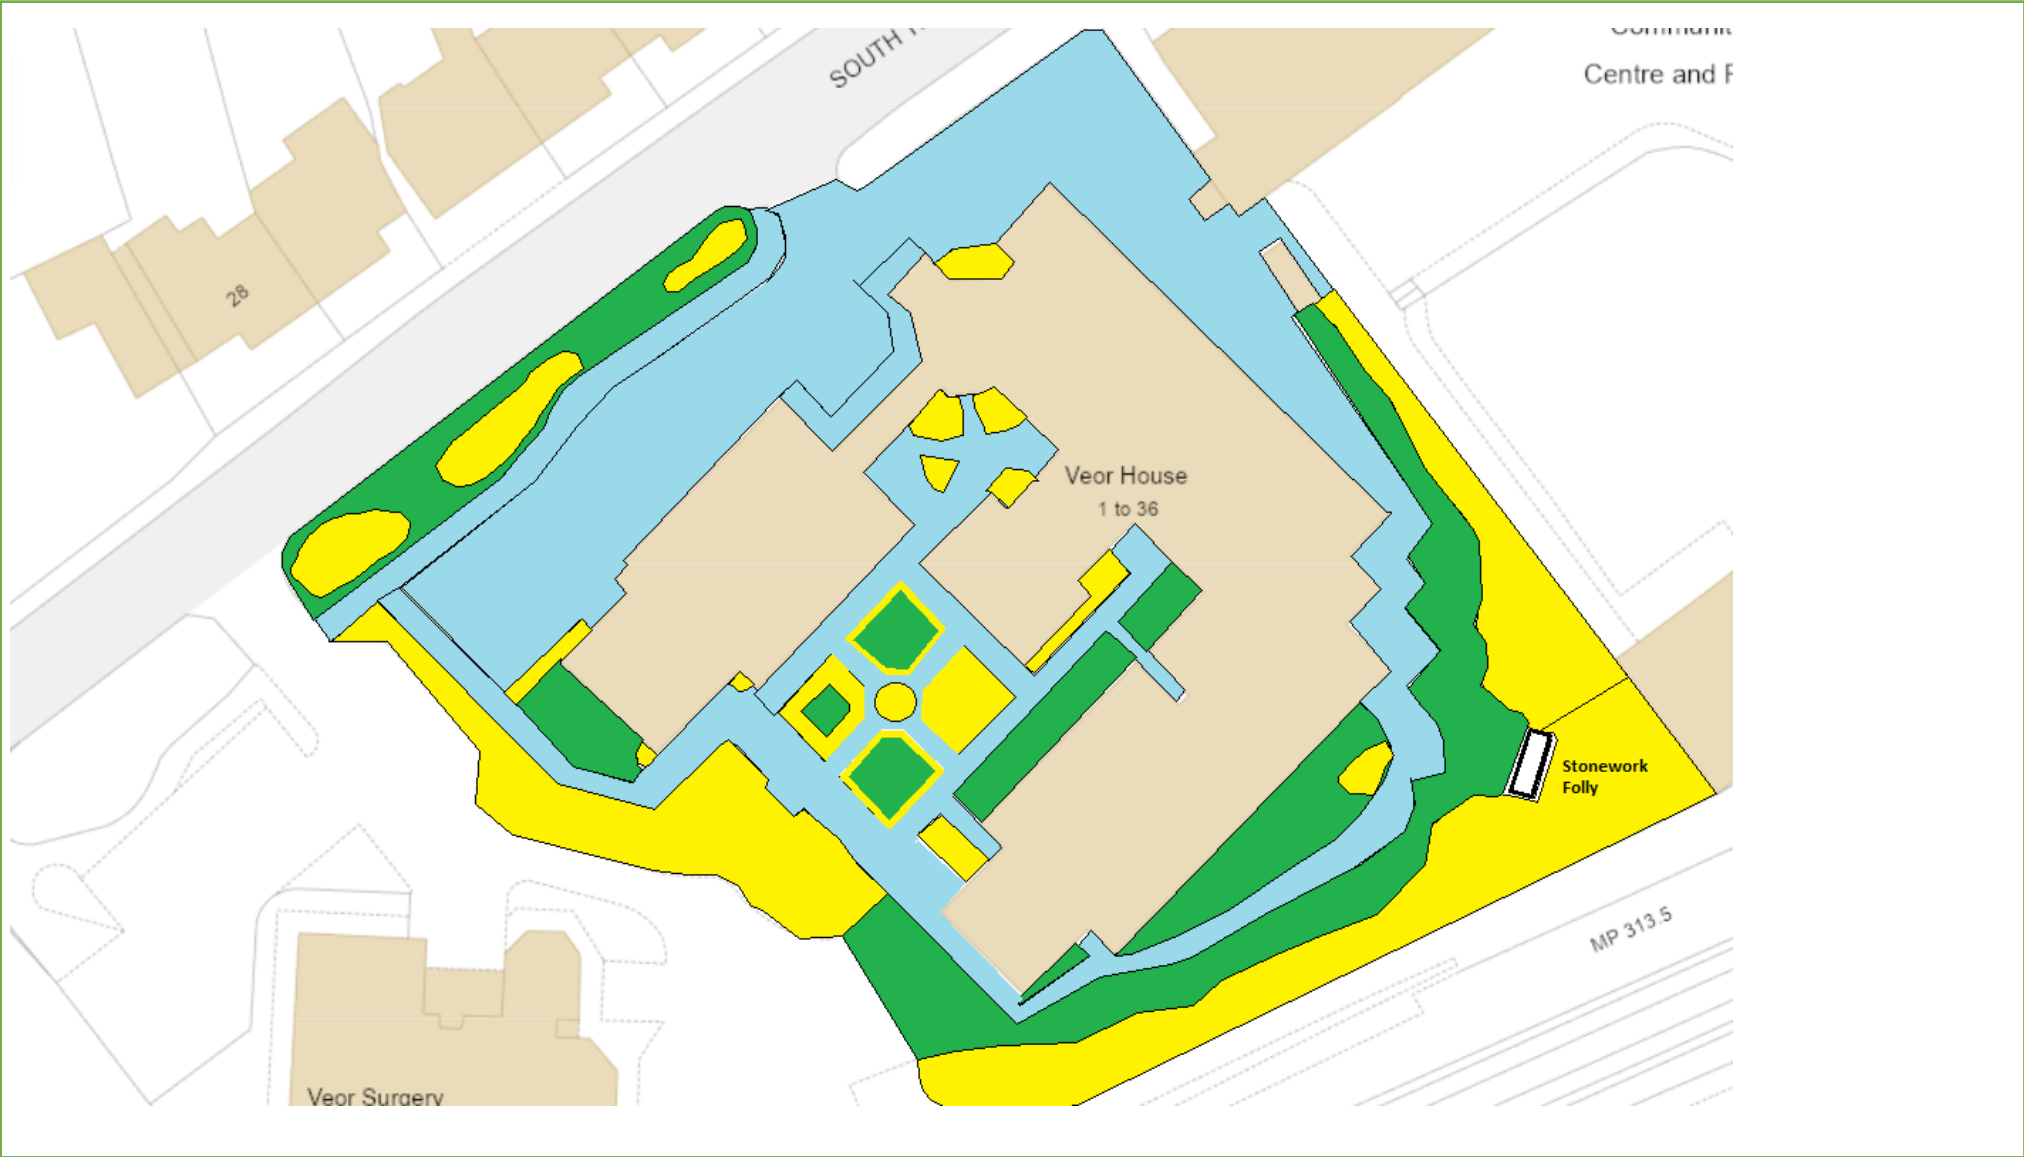 SOUTH
Centre and
28
Veor House
1 to 36
Stonework
Folly
MP 313.5
Veor Surgery